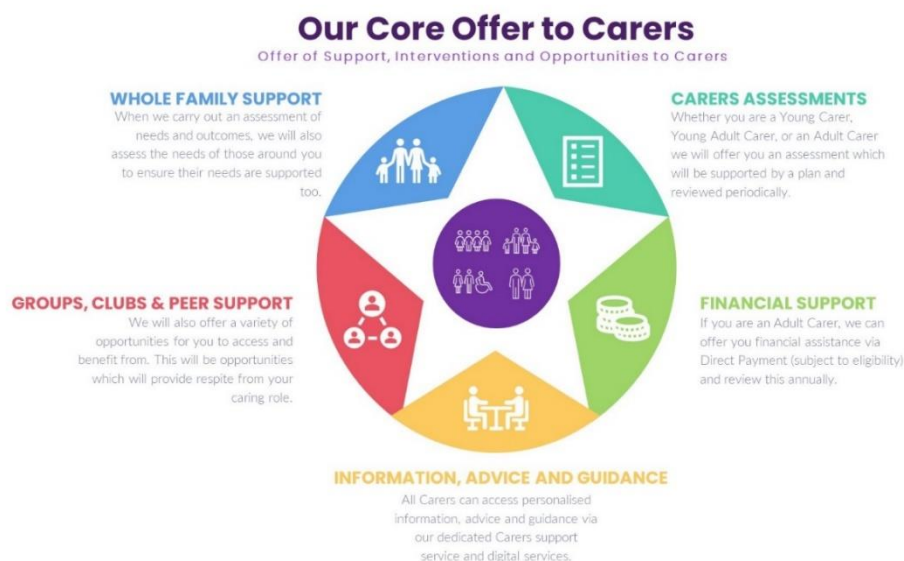 Our Core Offer to Carers
Offer of Support, Interventions and Opportunities to Carers
WHOLE FAMILY SUPPORT
When we carry out an assessment of
needs and outcomes, we will also
assess the needs of those around you
to ensure their needs are supported
too.
CARERS ASSESSMENTS
Whether you are a Young Carer,
Young Adult Carer, or an Adult Carer
we will offer you an assessment which
will be supported by a plan and
reviewed periodically.
GROUPS, CLUBS & PEER SUPPORT
We will also offer a variety of
opportunities for you to access and
benefit from. This will be opportunities
which will provide respite from your
caring role.
FINANCIAL SUPPORT
If you are an Adult Carer, we can
offer you financial assistance via
Direct Payment (subject to eligibility)
and review this annually.
INFORMATION, ADVICE AND GUIDANCE
All Carers can access personalised
information, advice and guidance via
our dedicated Carers support
service and digital services.